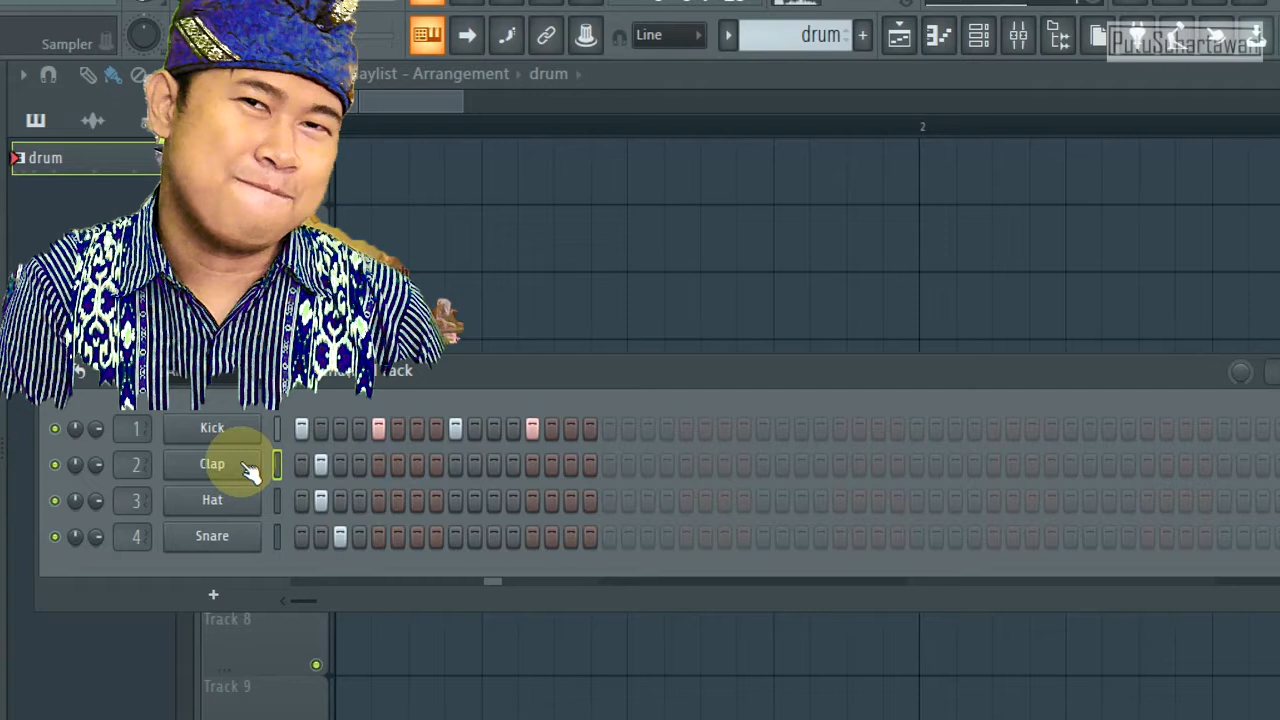 Sampler
Line
drum
PutuSumartawan
aylist - Arrangement › drum ›
2
drum
ack
1 Kick
2 Clap
3 Hat
4 Snare
+
Track 8
Track 9